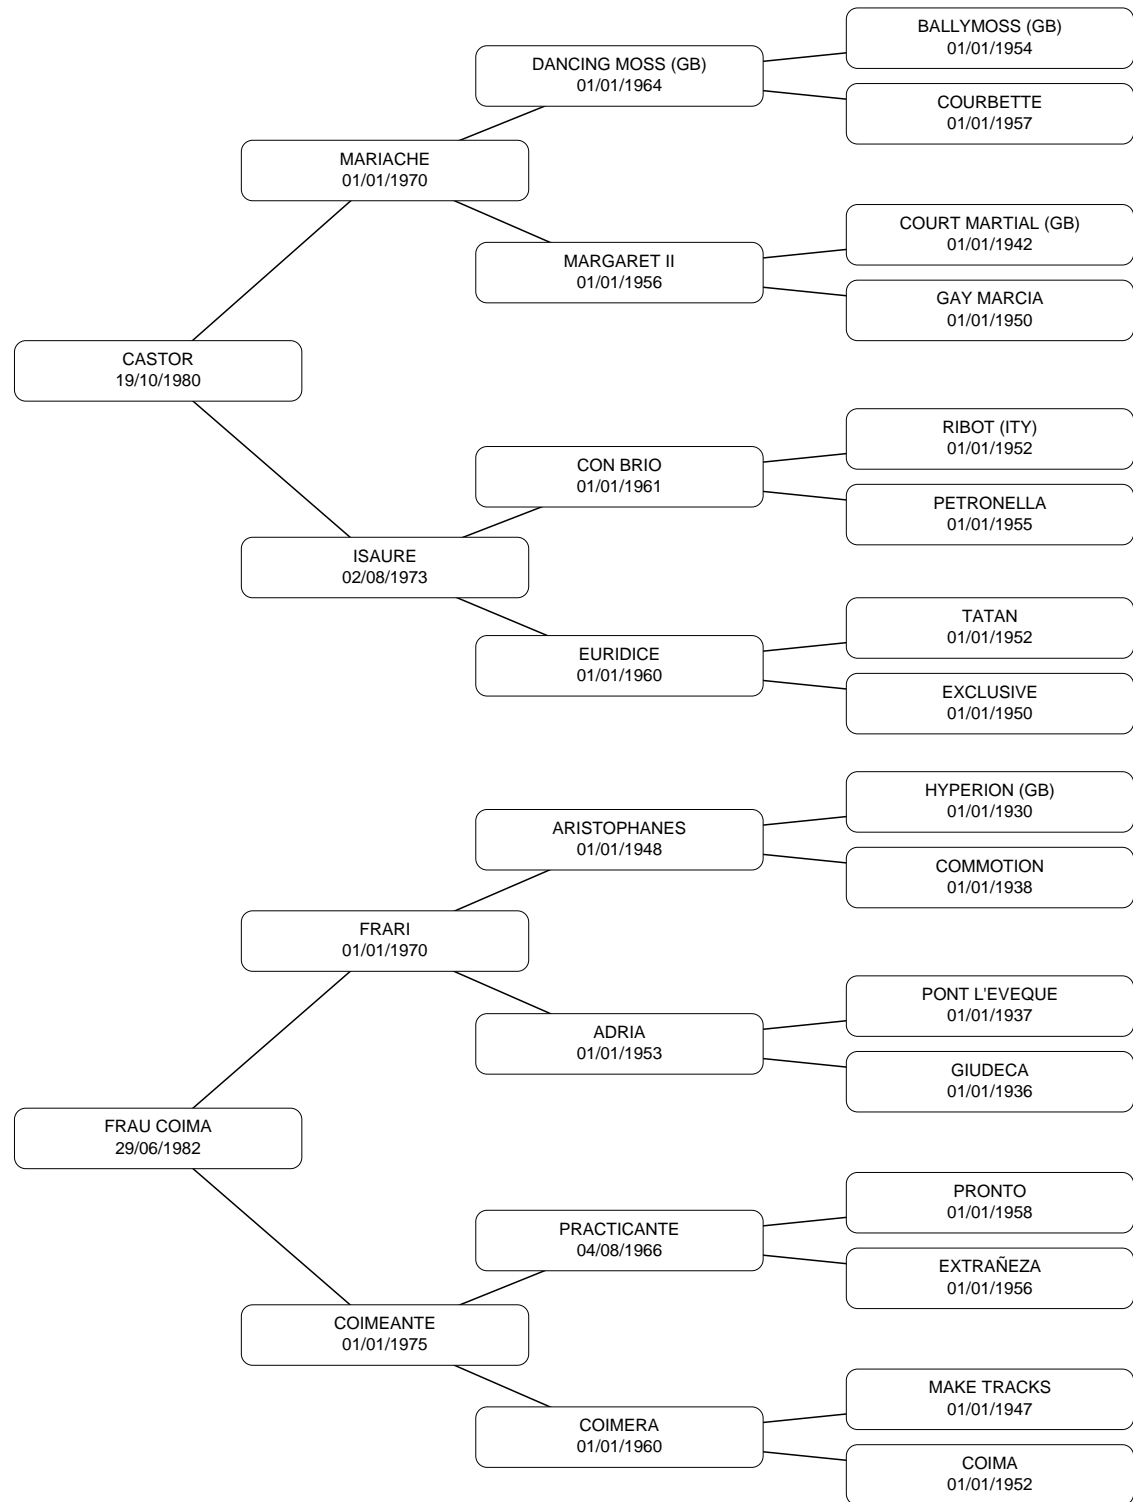 BALLYMOSS (GB)
01/01/1954
DANCING MOSS (GB)
01/01/1964
COURBETTE
01/01/1957
MARIACHE
01/01/1970
COURT MARTIAL (GB)
01/01/1942
MARGARET II
01/01/1956
GAY MARCIA
01/01/1950
CASTOR
19/10/1980
RIBOT (ITY)
01/01/1952
CON BRIO
01/01/1961
PETRONELLA
01/01/1955
ISAURE
02/08/1973
TATAN
01/01/1952
EURIDICE
01/01/1960
EXCLUSIVE
01/01/1950
HYPERION (GB)
01/01/1930
ARISTOPHANES
01/01/1948
COMMOTION
01/01/1938
FRARI
01/01/1970
PONT L'EVEQUE
01/01/1937
ADRIA
01/01/1953
GIUDECA
01/01/1936
FRAU COIMA
29/06/1982
PRONTO
01/01/1958
PRACTICANTE
04/08/1966
EXTRAÑEZA
01/01/1956
COIMEANTE
01/01/1975
MAKE TRACKS
01/01/1947
COIMERA
01/01/1960
COIMA
01/01/1952